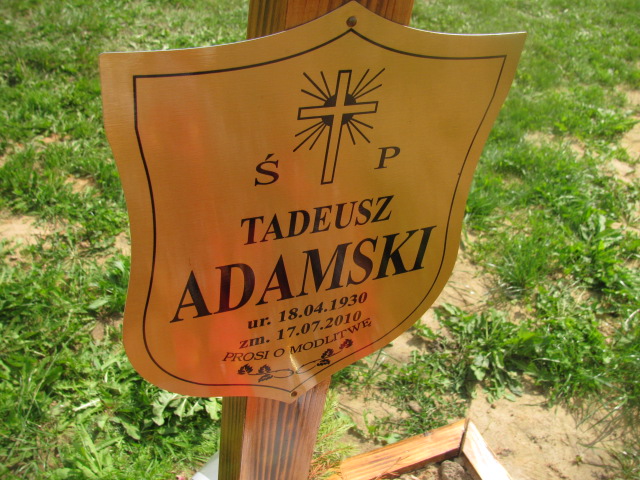 Ś P
TADEUSZ
ADAMSKI
ur. 18.04.1930
zm. 17.07.2010
PROSI O MODLITWĘ